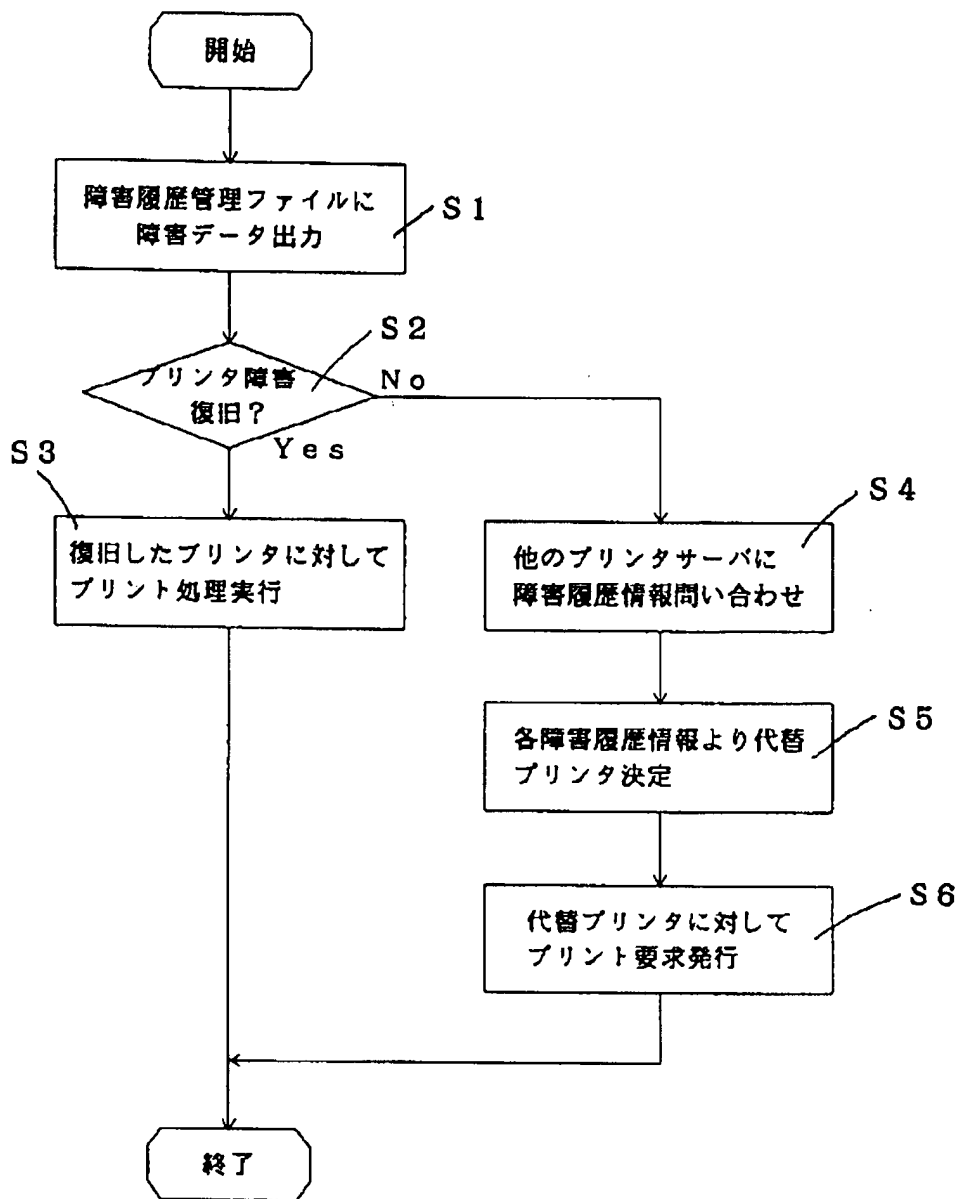 開始
障害履歴管理ファイルに
障害データ出力
S1
S2
プリンタ障害
復旧?
No
Yes
S3
復旧したプリンタに対して
プリント処理実行
S4
他のプリンタサーバに
障害履歴情報問い合わせ
S5
各障害履歴情報より代替
プリンタ決定
S6
代替プリンタに対して
プリント要求発行
終了